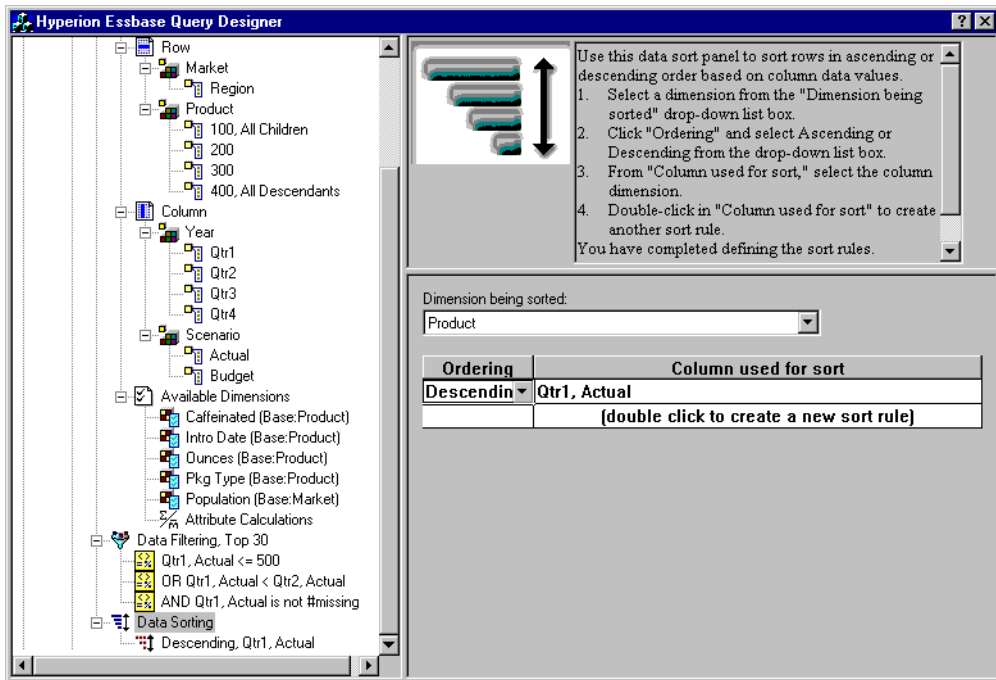 Hyperion Essbase Query Designer
Row
Market
Region
Product
100, All Children
200
300
400, All Descendants
Column
Year
Qtr1
Qtr2
Qtr3
Qtr4
Scenario
Actual
Budget
Available Dimensions
Caffeinated (Base:Product)
Intro Date (Base:Product)
Ounces (Base:Product)
Pkg Type (Base:Product)
Population (Base:Market)
Attribute Calculations
Data Filtering, Top 30
Qtr1, Actual <= 500
OR Qtr1, Actual < Qtr2, Actual
AND Qtr1, Actual is not #missing
Data Sorting
Descending, Qtr1, Actual
Use this data sort panel to sort rows in ascending or
descending order based on column data values.
1. Select a dimension from the "Dimension being
sorted" drop-down list box.
2. Click "Ordering" and select Ascending or
Descending from the drop-down list box.
3. From "Column used for sort," select the column
dimension.
4. Double-click in "Column used for sort" to create
another sort rule.
You have completed defining the sort rules.
Dimension being sorted:
Product
Ordering Column used for sort
Descendin Qtr1, Actual
(double click to create a new sort rule)